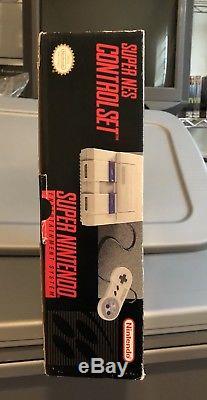 SUPER NES
CONTROL SET
SUPER NINTENDO
ENTERTAINMENT SYSTEM
Nintendo